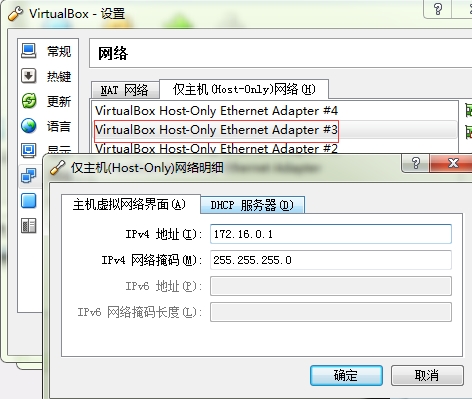 VirtualBox - 设置
常规
热键
更新
语言
显示
网络
NAT 网络
仅主机(Host-Only)网络(H)
VirtualBox Host-Only Ethernet Adapter #4
VirtualBox Host-Only Ethernet Adapter #3
VirtualBox Host-Only Ethernet Adapter #2
仅主机(Host-Only)网络明细
主机虚拟网络界面(A)
DHCP 服务器(D)
IPv4 地址(I):
172.16.0.1
IPv4 网络掩码(M):
255.255.255.0
IPv6 地址(P):
IPv6 网络掩码长度(L):
确定
取消